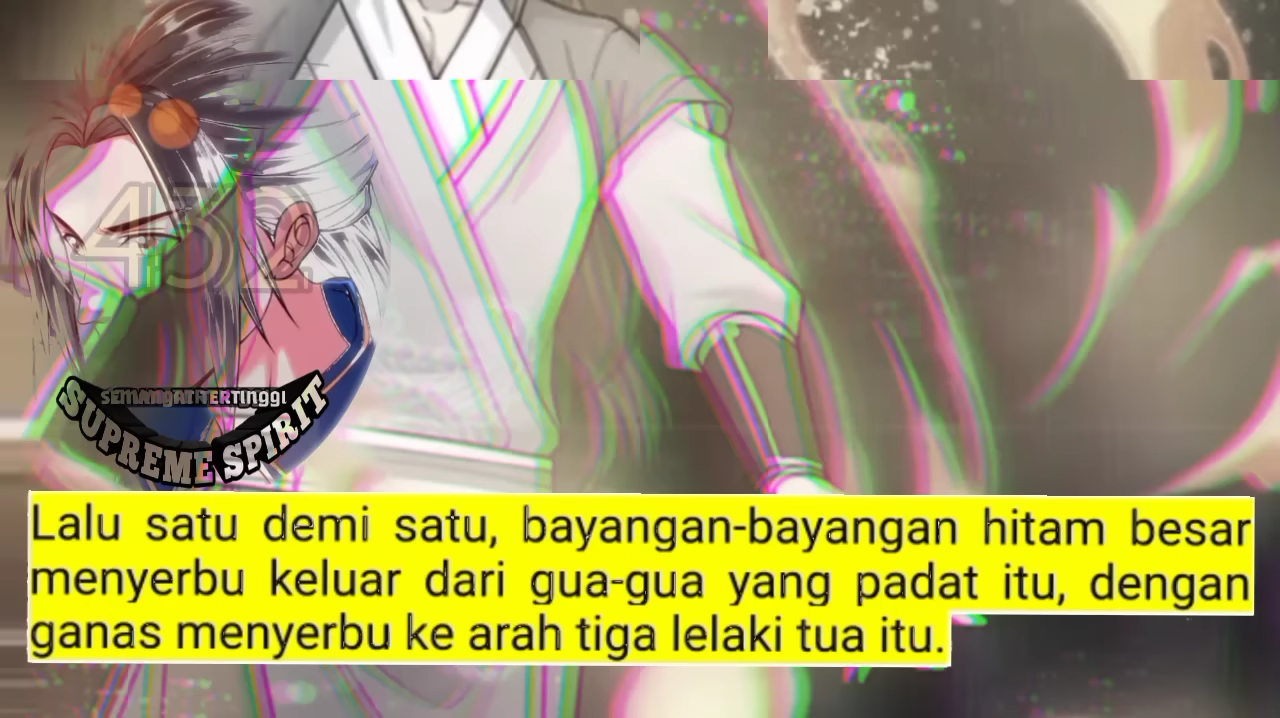 432
SEMANGAT TERTINGGI
SUPREME SPIRIT
Lalu satu demi satu, bayangan-bayangan hitam besar
menyerbu keluar dari gua-gua yang padat itu, dengan
ganas menyerbu ke arah tiga lelaki tua itu.